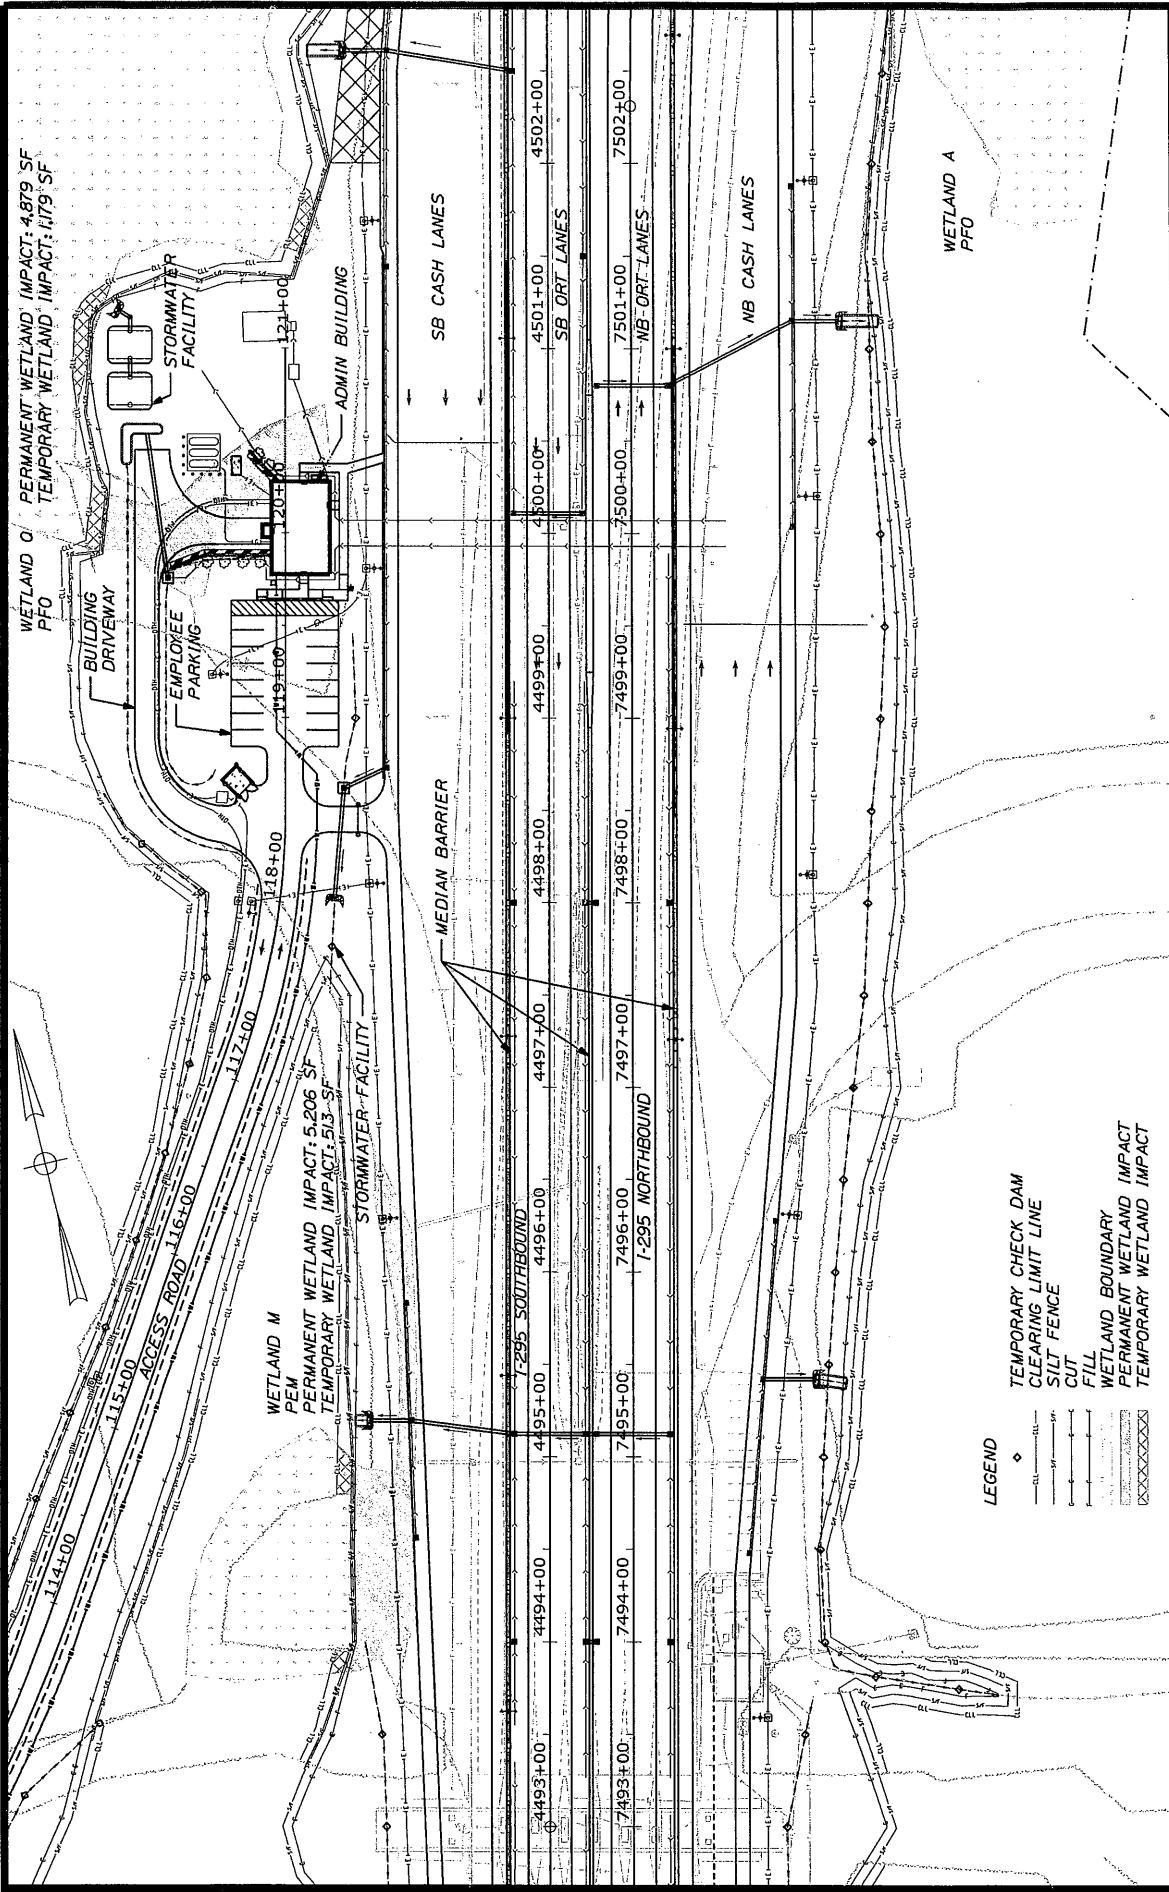 WETLAND Q
PFO
PERMANENT WETLAND IMPACT: 4,879 SF
TEMPORARY WETLAND IMPACT: 1,179 SF
BUILDING
DRIVEWAY
STORMWATER
FACILITY
EMPLOYEE
PARKING
ADMIN BUILDING
114+00
115+00
116+00
117+00
118+00
119+00
120+00
121+00
ACCESS ROAD
WETLAND M
PEM
PERMANENT WETLAND IMPACT: 5,206 SF
TEMPORARY WETLAND IMPACT: 513 SF
STORMWATER FACILITY
MEDIAN BARRIER
SB CASH LANES
4493+00
4494+00
4495+00
4496+00
4497+00
4498+00
4499+00
4500+00
4501+00
4502+00
I-295 SOUTHBOUND
SB ORT LANES
7493+00
7494+00
7495+00
7496+00
7497+00
7498+00
7499+00
7500+00
7501+00
7502+00
I-295 NORTHBOUND
NB ORT LANES
NB CASH LANES
WETLAND A
PFO
LEGEND
TEMPORARY CHECK DAM
CLL CLEARING LIMIT LINE
SILT FENCE
CUT
FILL
WETLAND BOUNDARY
PERMANENT WETLAND IMPACT
TEMPORARY WETLAND IMPACT